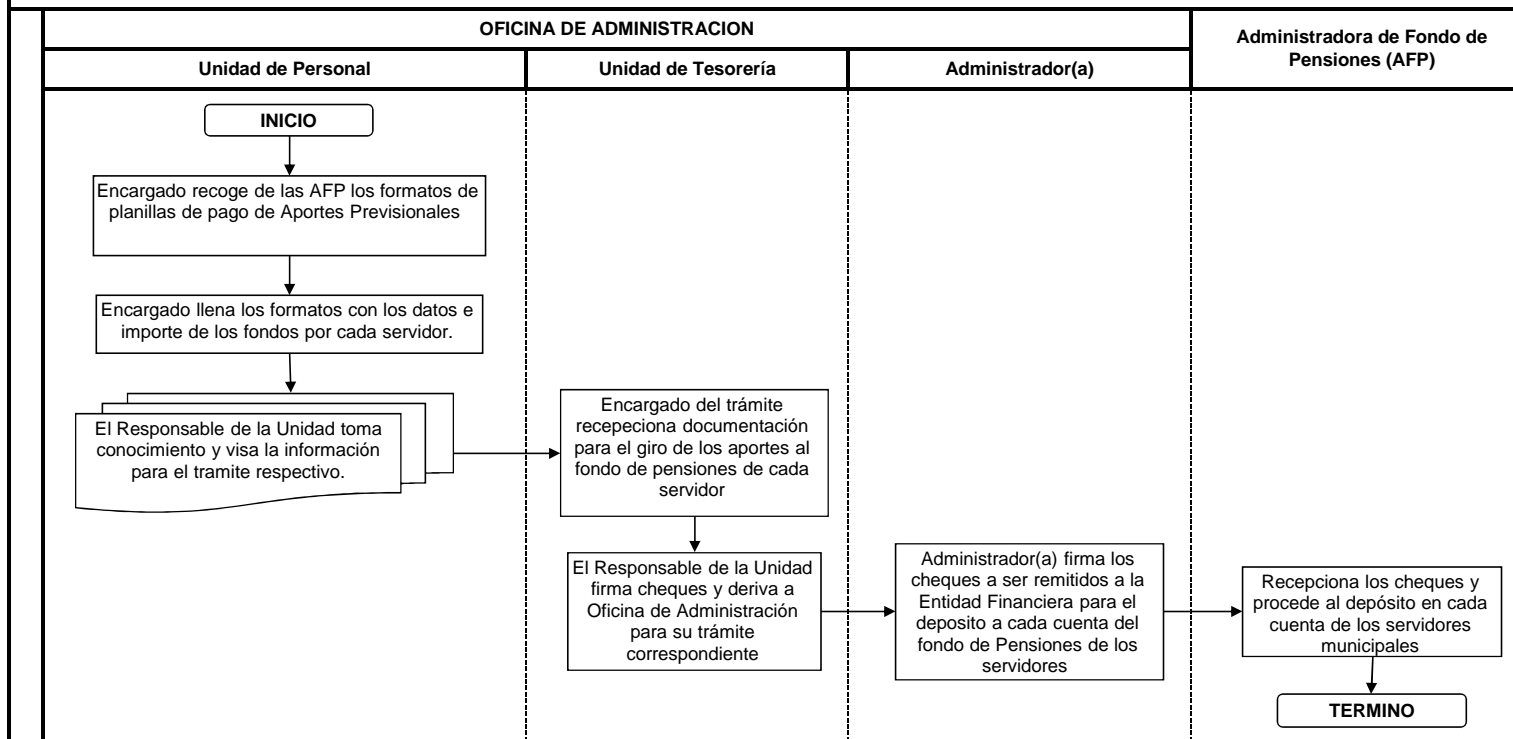 OFICINA DE ADMINISTRACION
Administradora de Fondo de
Pensiones (AFP)
Unidad de Personal
Unidad de Tesorería
Administrador(a)
INICIO
Encargado recoge de las AFP los formatos de
planillas de pago de Aportes Previsionales
Encargado llena los formatos con los datos e
importe de los fondos por cada servidor.
El Responsable de la Unidad toma
conocimiento y visa la información
para el tramite respectivo.
Encargado del trámite
recepeciona documentación
para el giro de los aportes al
fondo de pensiones de cada
servidor
El Responsable de la Unidad
firma cheques y deriva a
Oficina de Administración
para su trámite
correspondiente
Administrador(a) firma los
cheques a ser remitidos a la
Entidad Financiera para el
deposito a cada cuenta del
fondo de Pensiones de los
servidores
Recepciona los cheques y
procede al depósito en cada
cuenta de los servidores
municipales
TERMINO